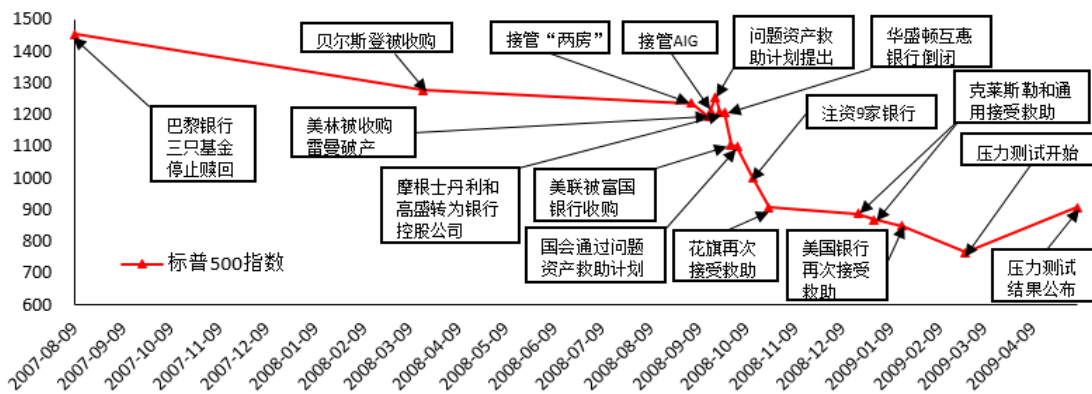 1500
1400
1300
1200
1100
1000
900
800
700
600
巴黎银行
三只基金
停止赎回
贝尔斯登被收购
美林被收购
雷曼破产
接管“两房”
摩根士丹利和
高盛转为银行
控股公司
接管AIG
问题资产救
助计划提出
华盛顿互惠
银行倒闭
美联被富国
银行收购
国会通过问题
资产救助计划
注资9家银行
花旗再次
接受救助
克莱斯勒和通
用接受救助
美国银行
再次接受
救助
压力测试开始
压力测试
结果公布
标普500指数
2007-08-09
2007-09-09
2007-10-09
2007-11-09
2007-12-09
2008-01-09
2008-02-09
2008-03-09
2008-04-09
2008-05-09
2008-06-09
2008-07-09
2008-08-09
2008-09-09
2008-10-09
2008-11-09
2008-12-09
2009-01-09
2009-02-09
2009-03-09
2009-04-09